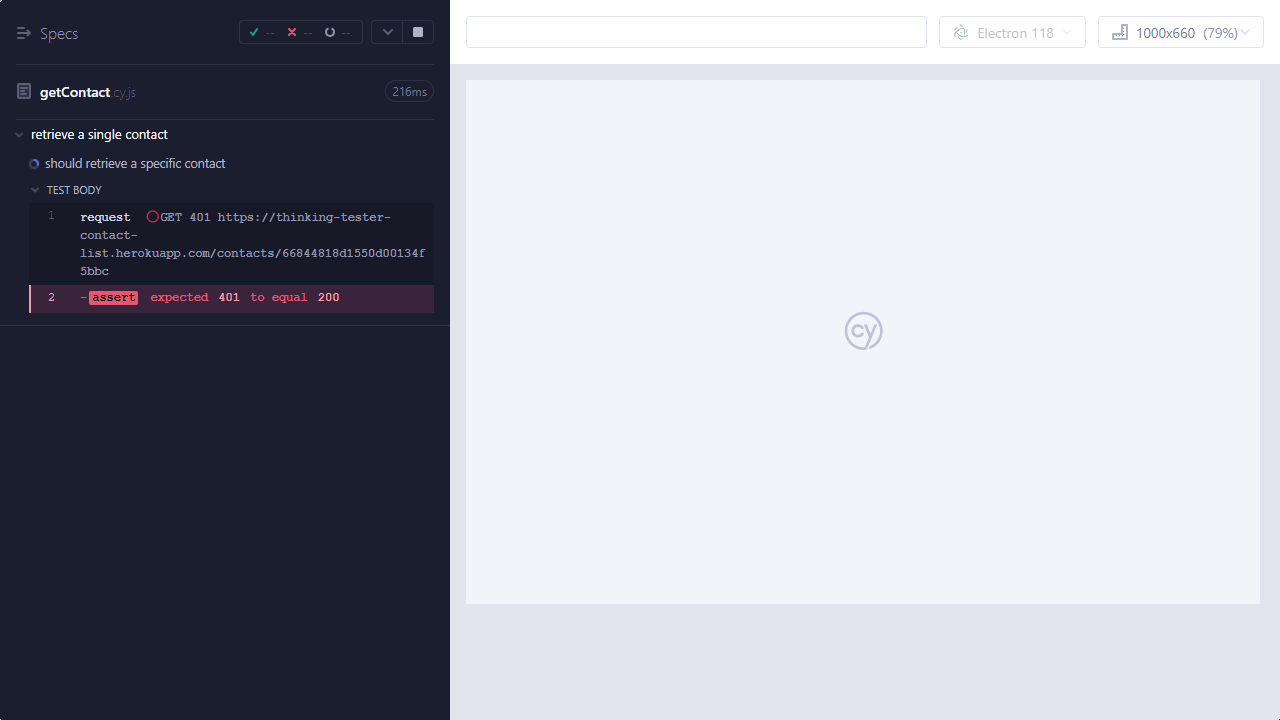 Specs
--
--
--
Electron 118
1000x660 (79%)
getContact.cy.js
216ms
retrieve a single contact
should retrieve a specific contact
TEST BODY
1 request GET 401 https://thinking-tester-
contact-
list.herokuapp.com/contacts/66844818d1550d00134f
5bbc
2 -assert expected 401 to equal 200
cy